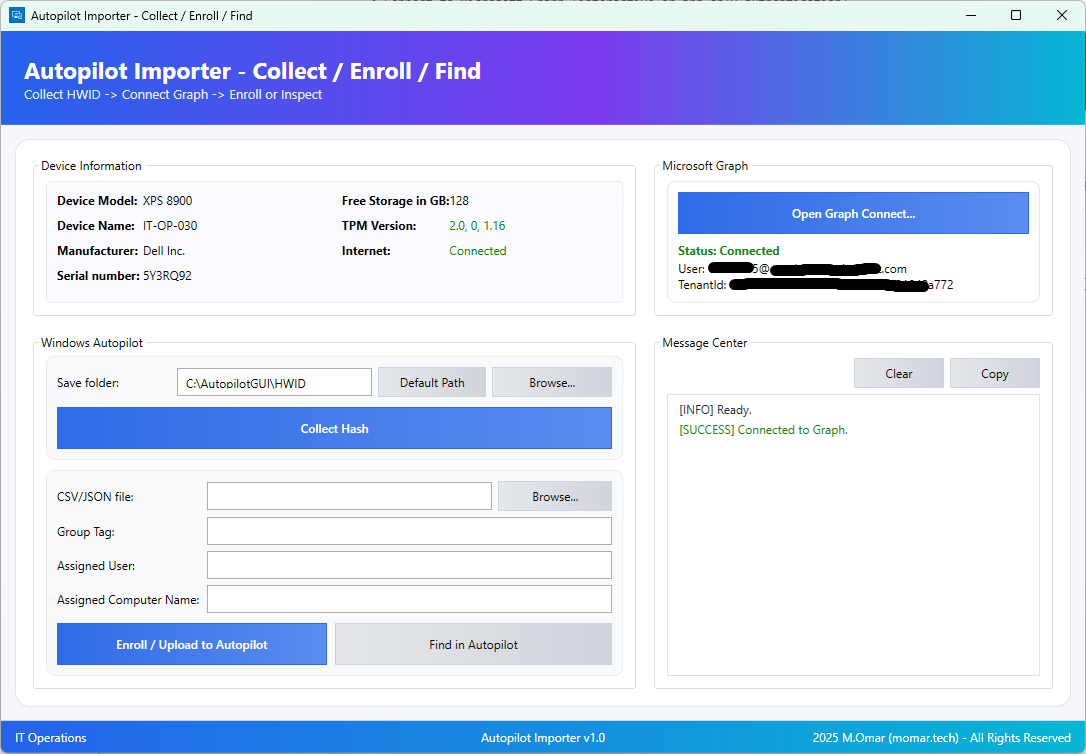 Autopilot Importer - Collect / Enroll / Find
Autopilot Importer - Collect / Enroll / Find
Collect HWID -> Connect Graph -> Enroll or Inspect
Device Information
Device Model: XPS 8900
Free Storage in GB:128
Device Name: IT-OP-030
TPM Version: 2.0, 0, 1.16
Manufacturer: Dell Inc.
Internet: Connected
Serial number: 5Y3RQ92
Microsoft Graph
Open Graph Connect...
Status: Connected
User: 5@ .com
TenantId: a772
Windows Autopilot
Save folder: C:\AutopilotGUI\HWID Default Path Browse...
Collect Hash
CSV/JSON file: Browse...
Group Tag:
Assigned User:
Assigned Computer Name:
Enroll / Upload to Autopilot Find in Autopilot
Message Center
Clear Copy
[INFO] Ready.
[SUCCESS] Connected to Graph.
IT Operations
Autopilot Importer v1.0
2025 M.Omar (momar.tech) - All Rights Reserved